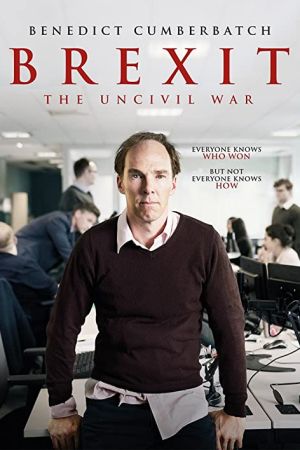 BENEDICT CUMBERBATCH
BREXIT
THE UNCIVIL WAR
EVERYONE KNOWS
WHO WON
BUT NOT
EVERYONE KNOWS
HOW